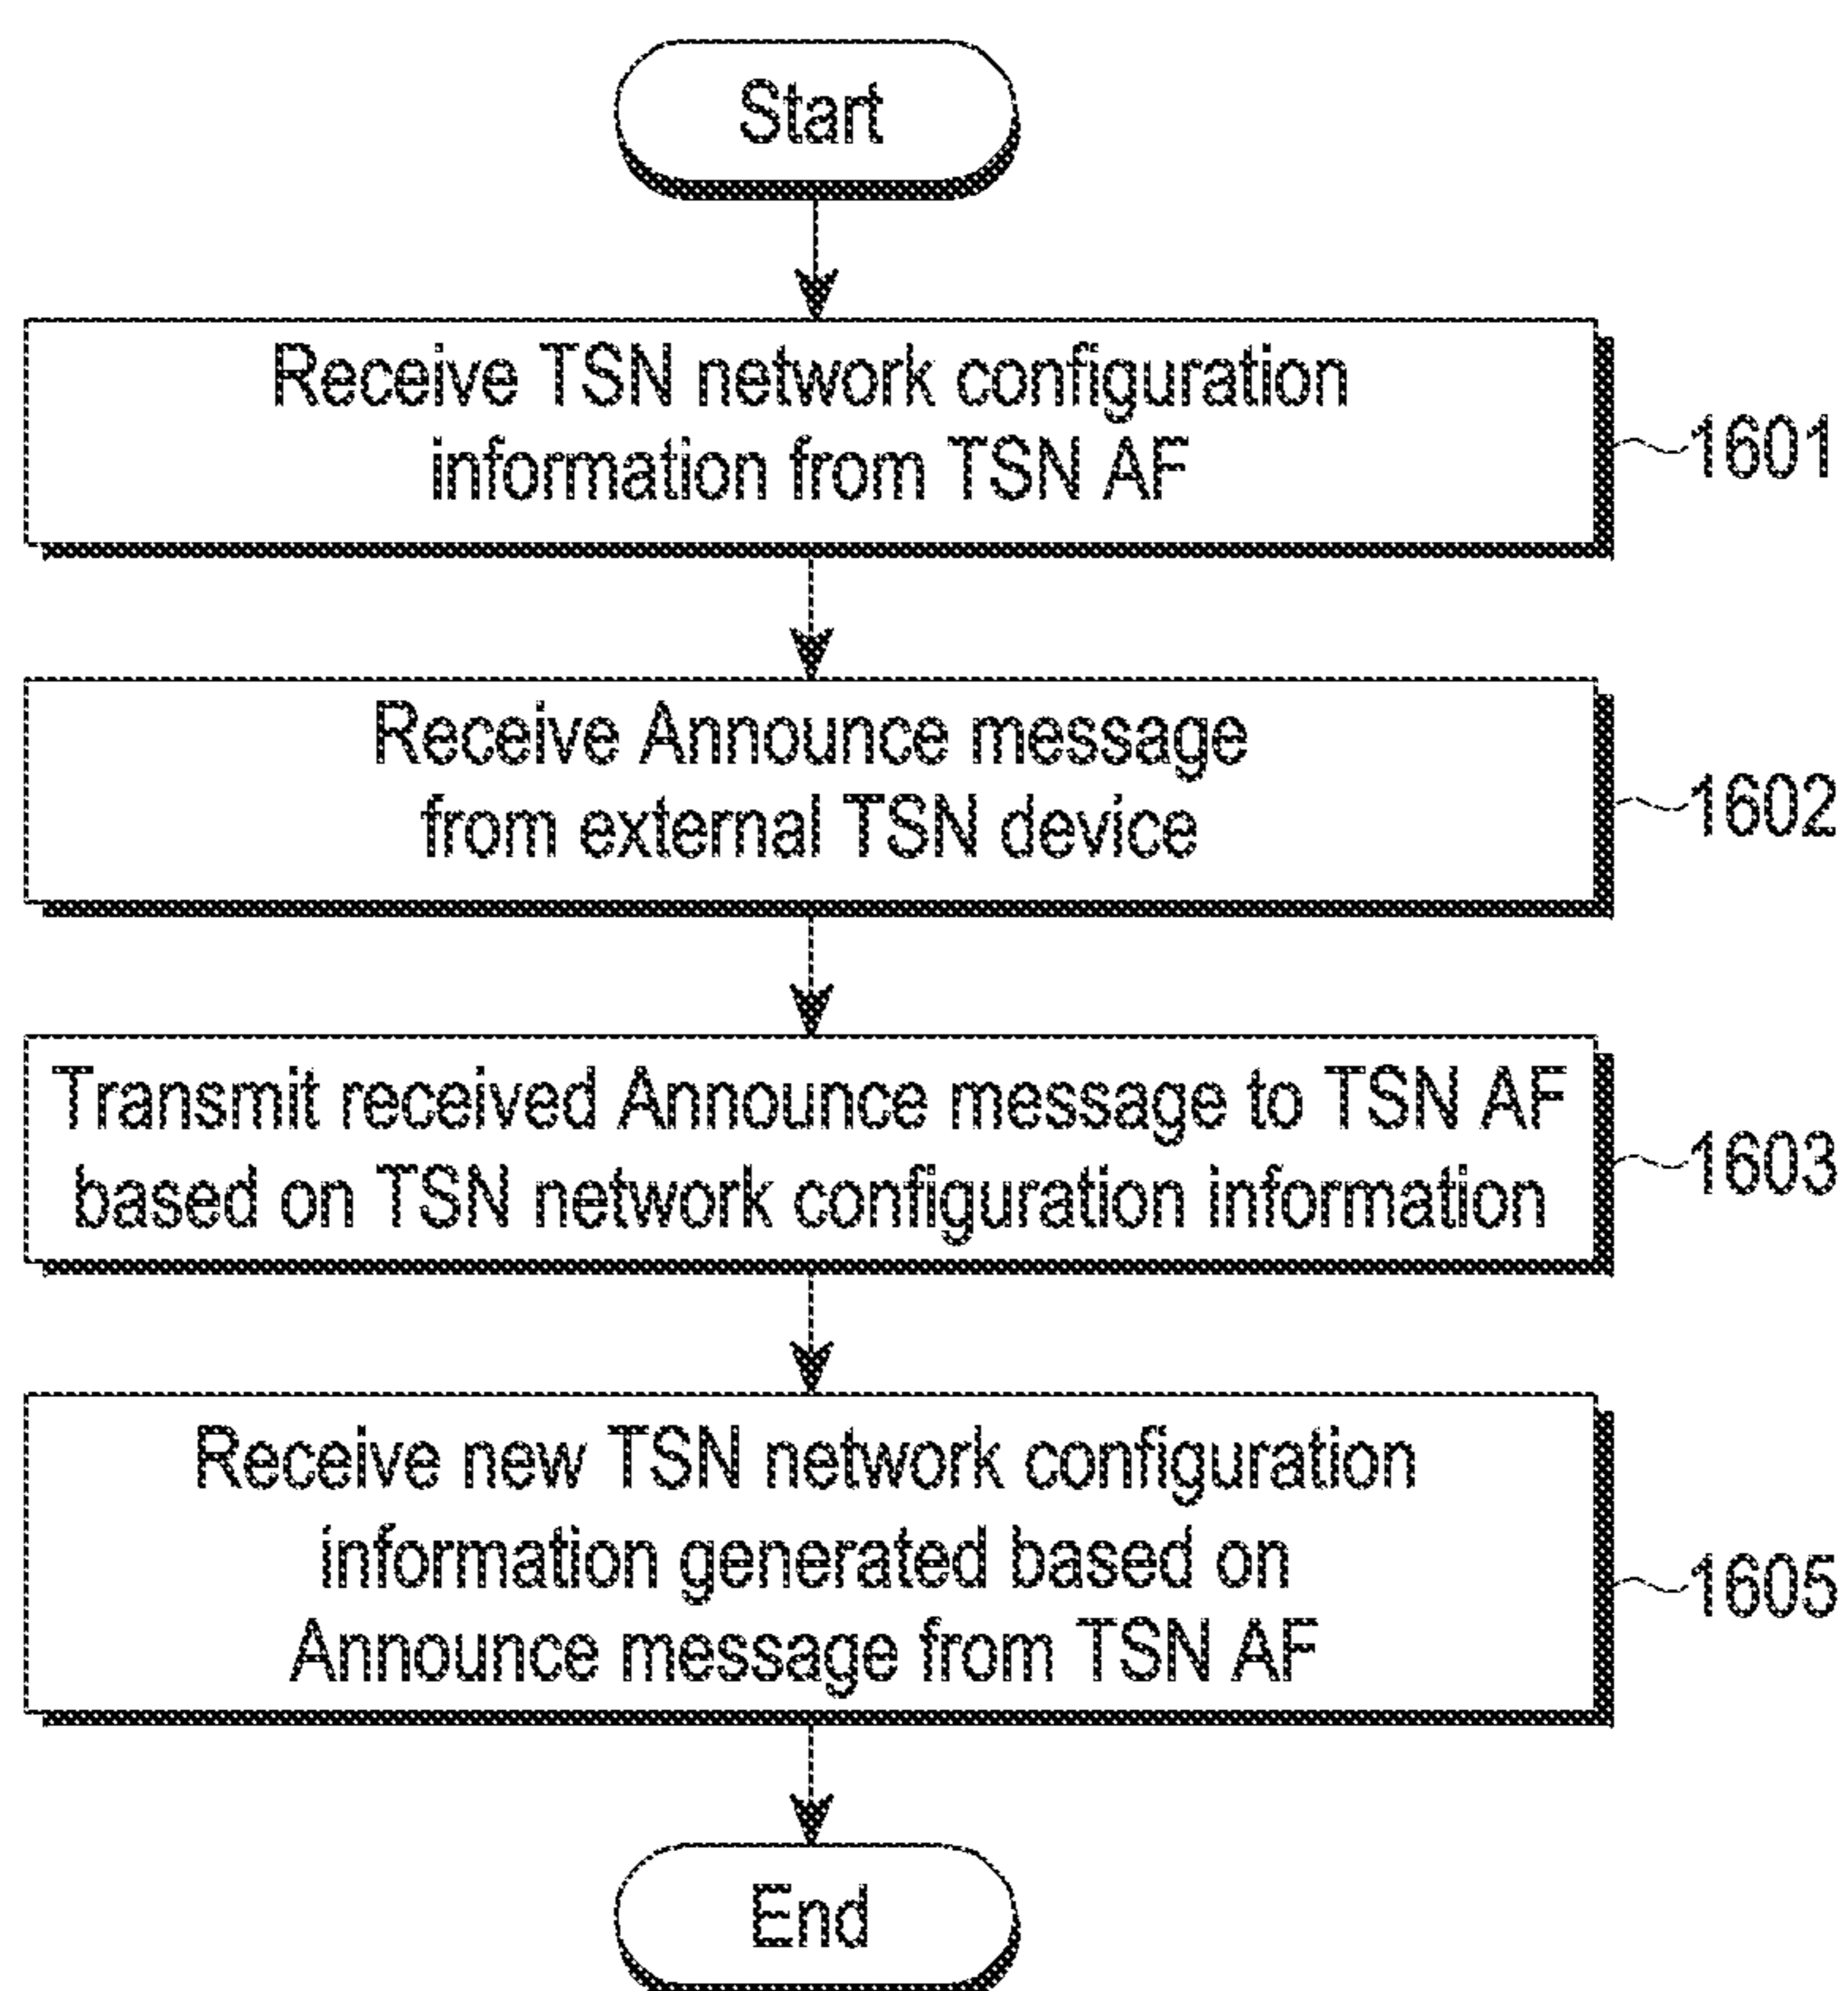 Start
Receive TSN network configuration
information from TSN AF
1601
Receive Announce message
from external TSN device
1602
Transmit received Announce message to TSN AF
based on TSN network configuration information
1603
Receive new TSN network configuration
information generated based on
Announce message from TSN AF
1605
End